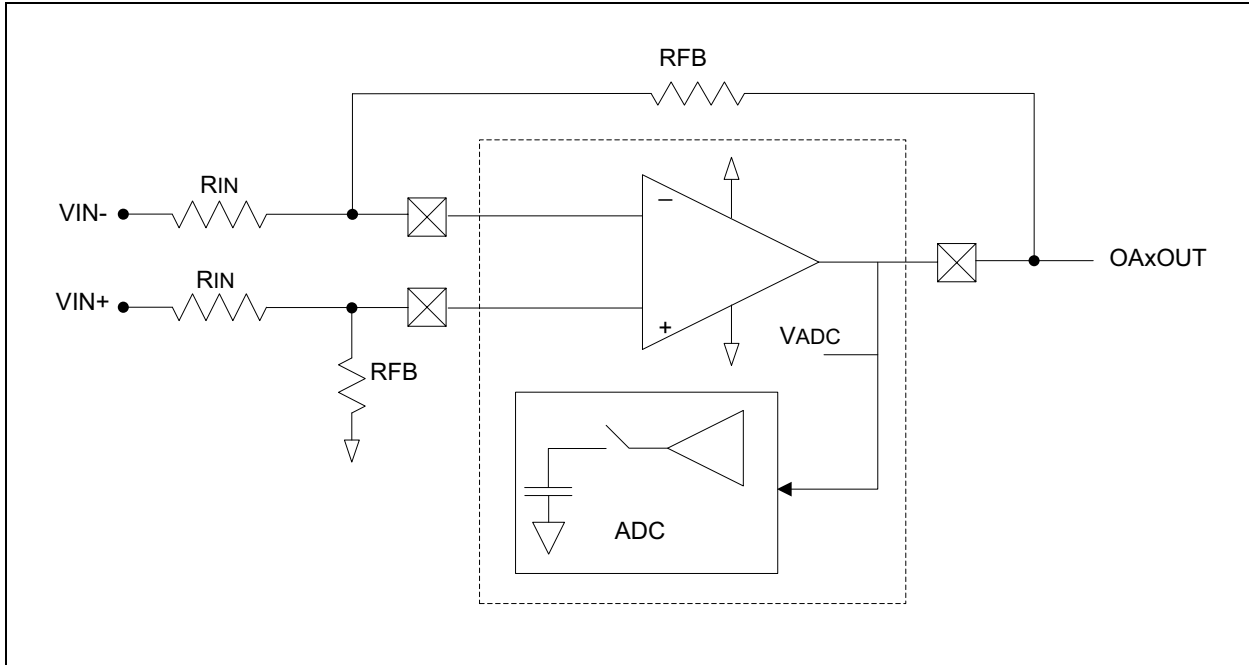 RFB
RIN
VIN-
–
RIN
VIN+
OAxOUT
+
VADC
RFB
ADC